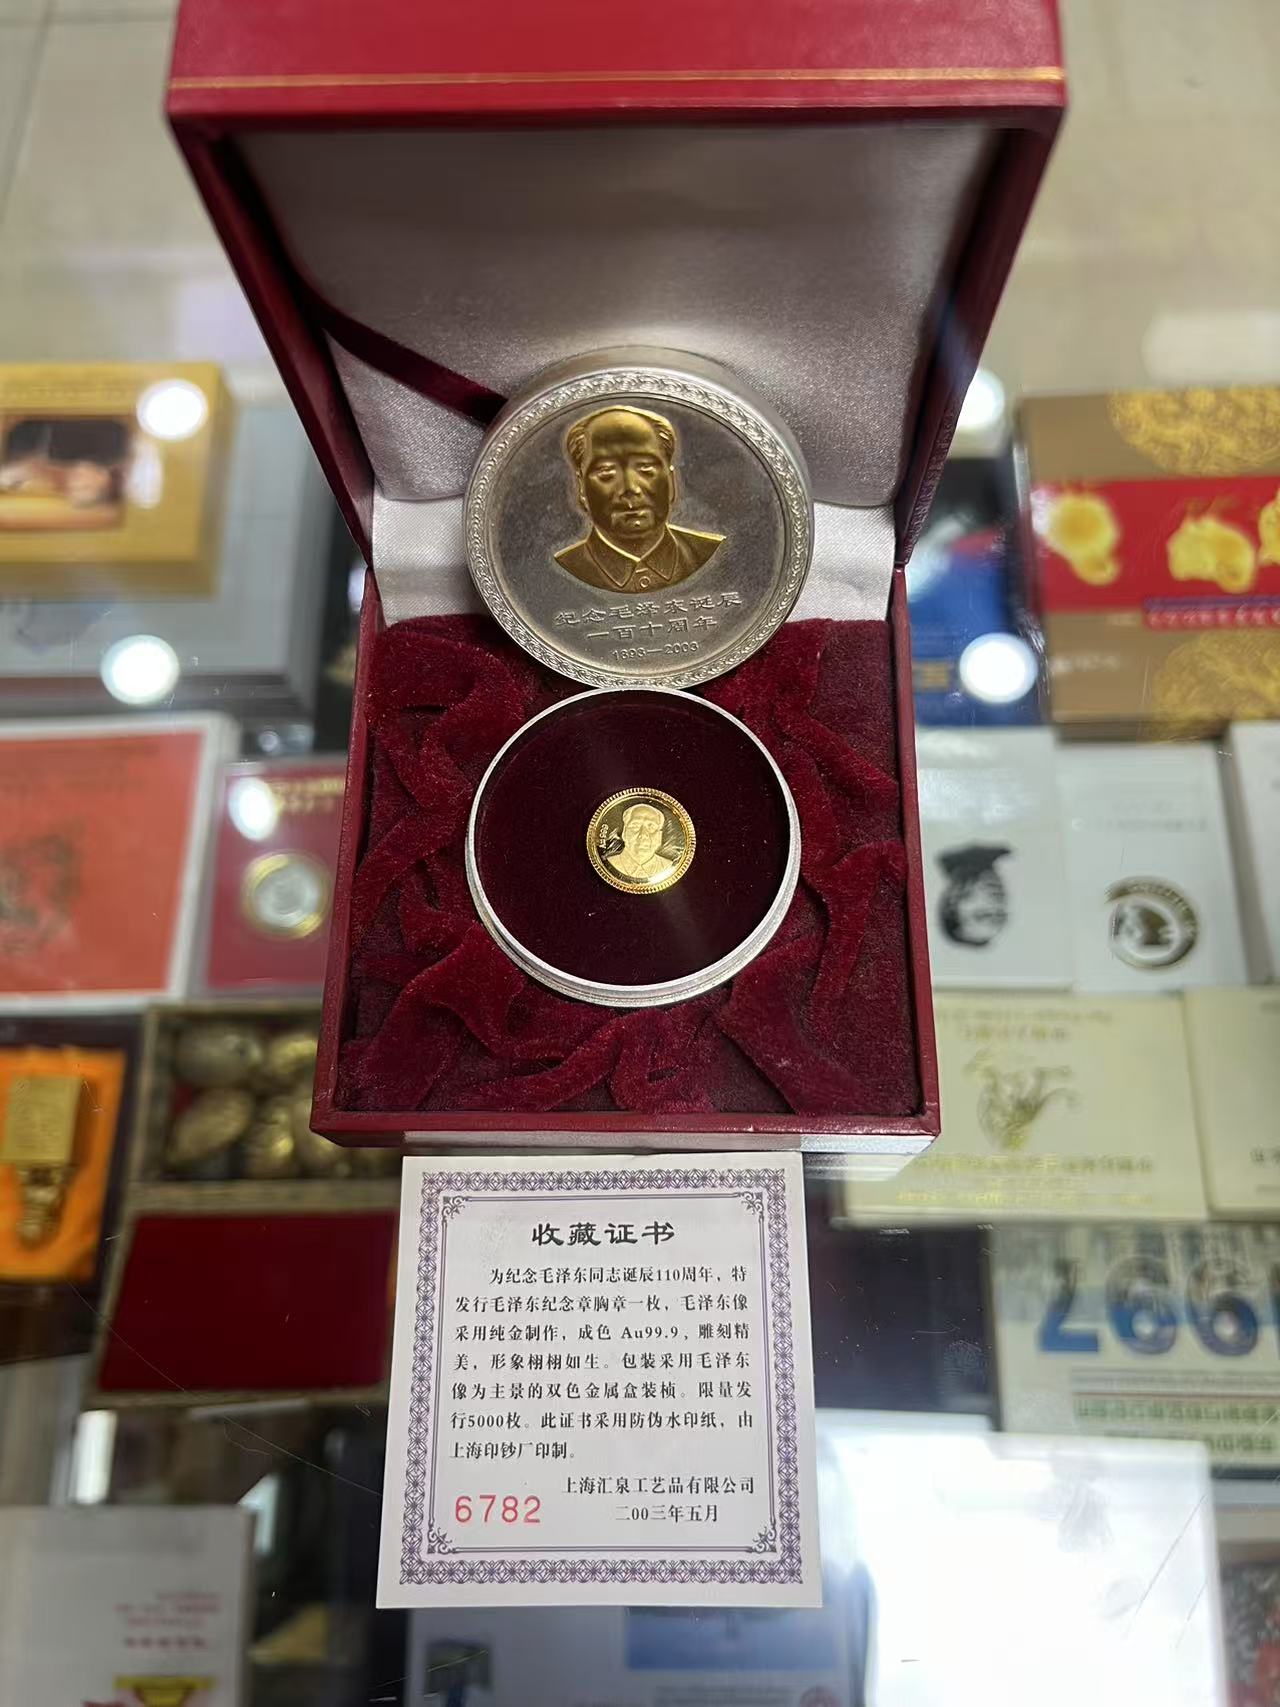 纪念毛泽东诞辰
一百一十周年
1893—2003
收藏证书
为纪念毛泽东同志诞辰110周年，特
发行毛泽东纪念章胸章一枚，毛泽东像
采用纯金制作，成色 Au99.9，雕刻精
美，形象栩栩如生。包装采用毛泽东
像为主景的双色金属盒装桢。限量发
行5000枚。此证书采用防伪水印纸，由
上海印钞厂印制。
上海汇泉工艺品有限公司
6782
二00三年五月
1997